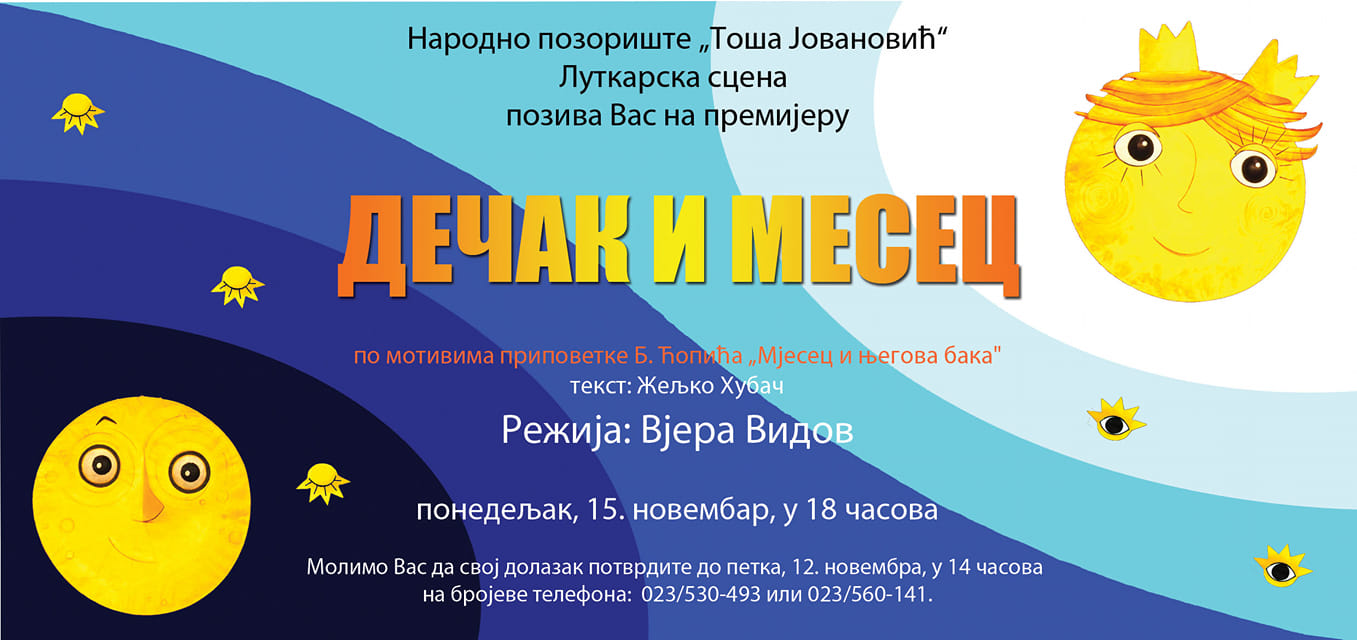 Народно позориште „Тоша Јовановић“
Луткарска сцена
позива Вас на премијеру
ДЕЧАК И МЕСЕЦ
по мотивима приповетке Б. Ћопића „Мјесец и његова бака"
текст: Жељко Хубач
Режија: Вјера Видов
понедељак, 15. новембар, у 18 часова
Молимо Вас да свој долазак потврдите до петка, 12. новембра, у 14 часова
на бројеве телефона: 023/530-493 или 023/560-141.